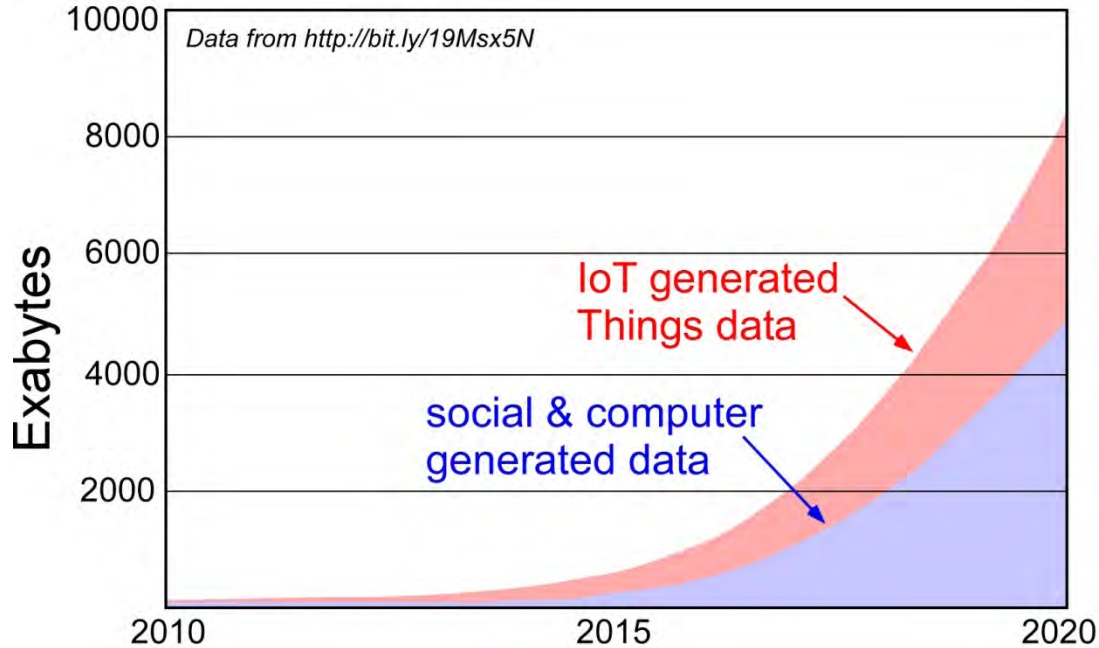 10000
Data from http://bit.ly/19Msx5N
8000
6000
IoT generated
Things data
4000
social & computer
generated data
2000
Exabytes
2010
2015
2020